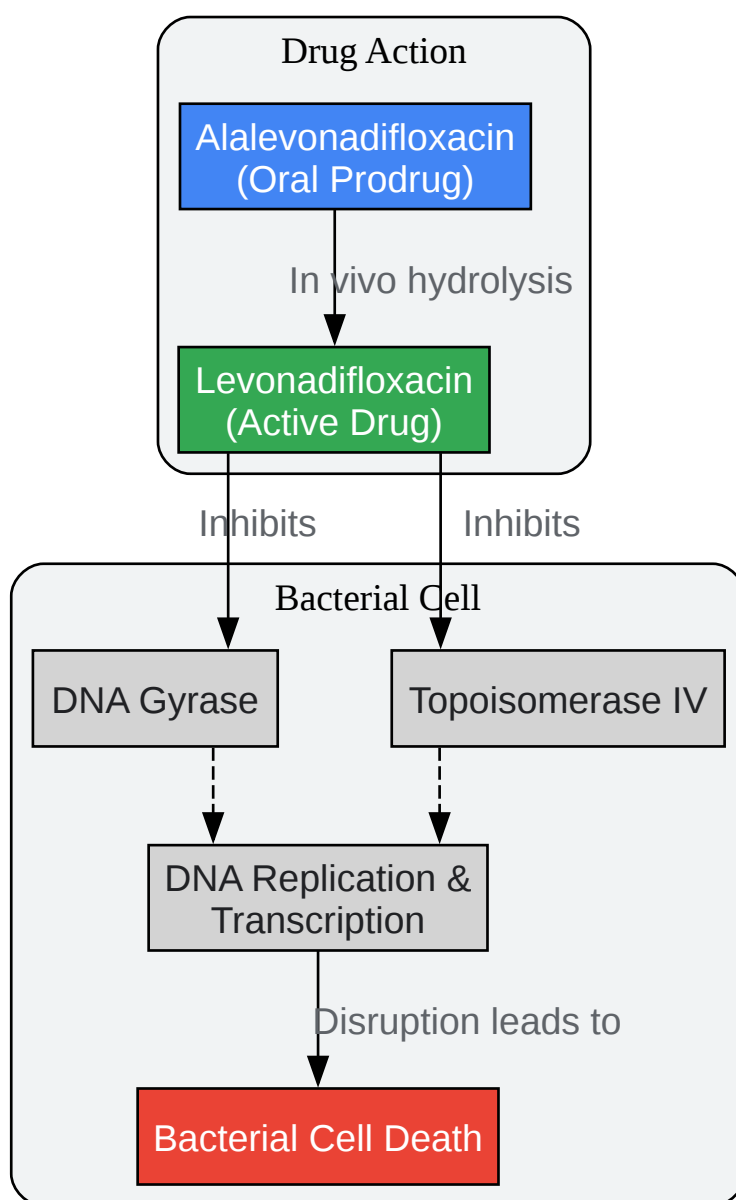 Drug Action
Alalevonadifloxacin
(Oral Prodrug)
In vivo hydrolysis
Levonadifloxacin
(Active Drug)
Inhibits
Inhibits
Bacterial Cell
DNA Gyrase
Topoisomerase IV
DNA Replication &
Transcription
Disruption leads to
Bacterial Cell Death